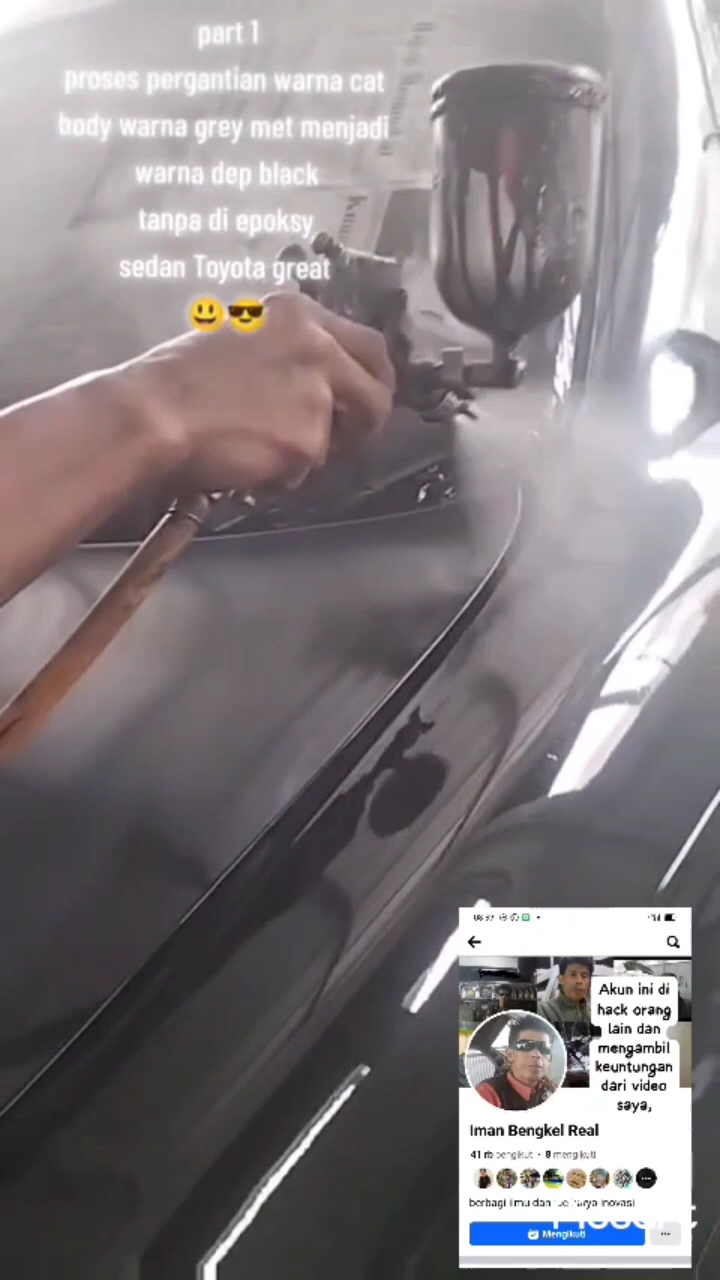 part 1
proses pergantian warna cat
body warna grey met menjadi
warna dep black
tanpa di epoksy
sedan Toyota great
😃😎
Akun ini di
hack orang
lain dan
mengambil
keuntungan
dari video
saya,
Iman Bengkel Real
41 rb pengikut • 8 mengikuti
berbagi ilmu dan inovasi
Mengikuti